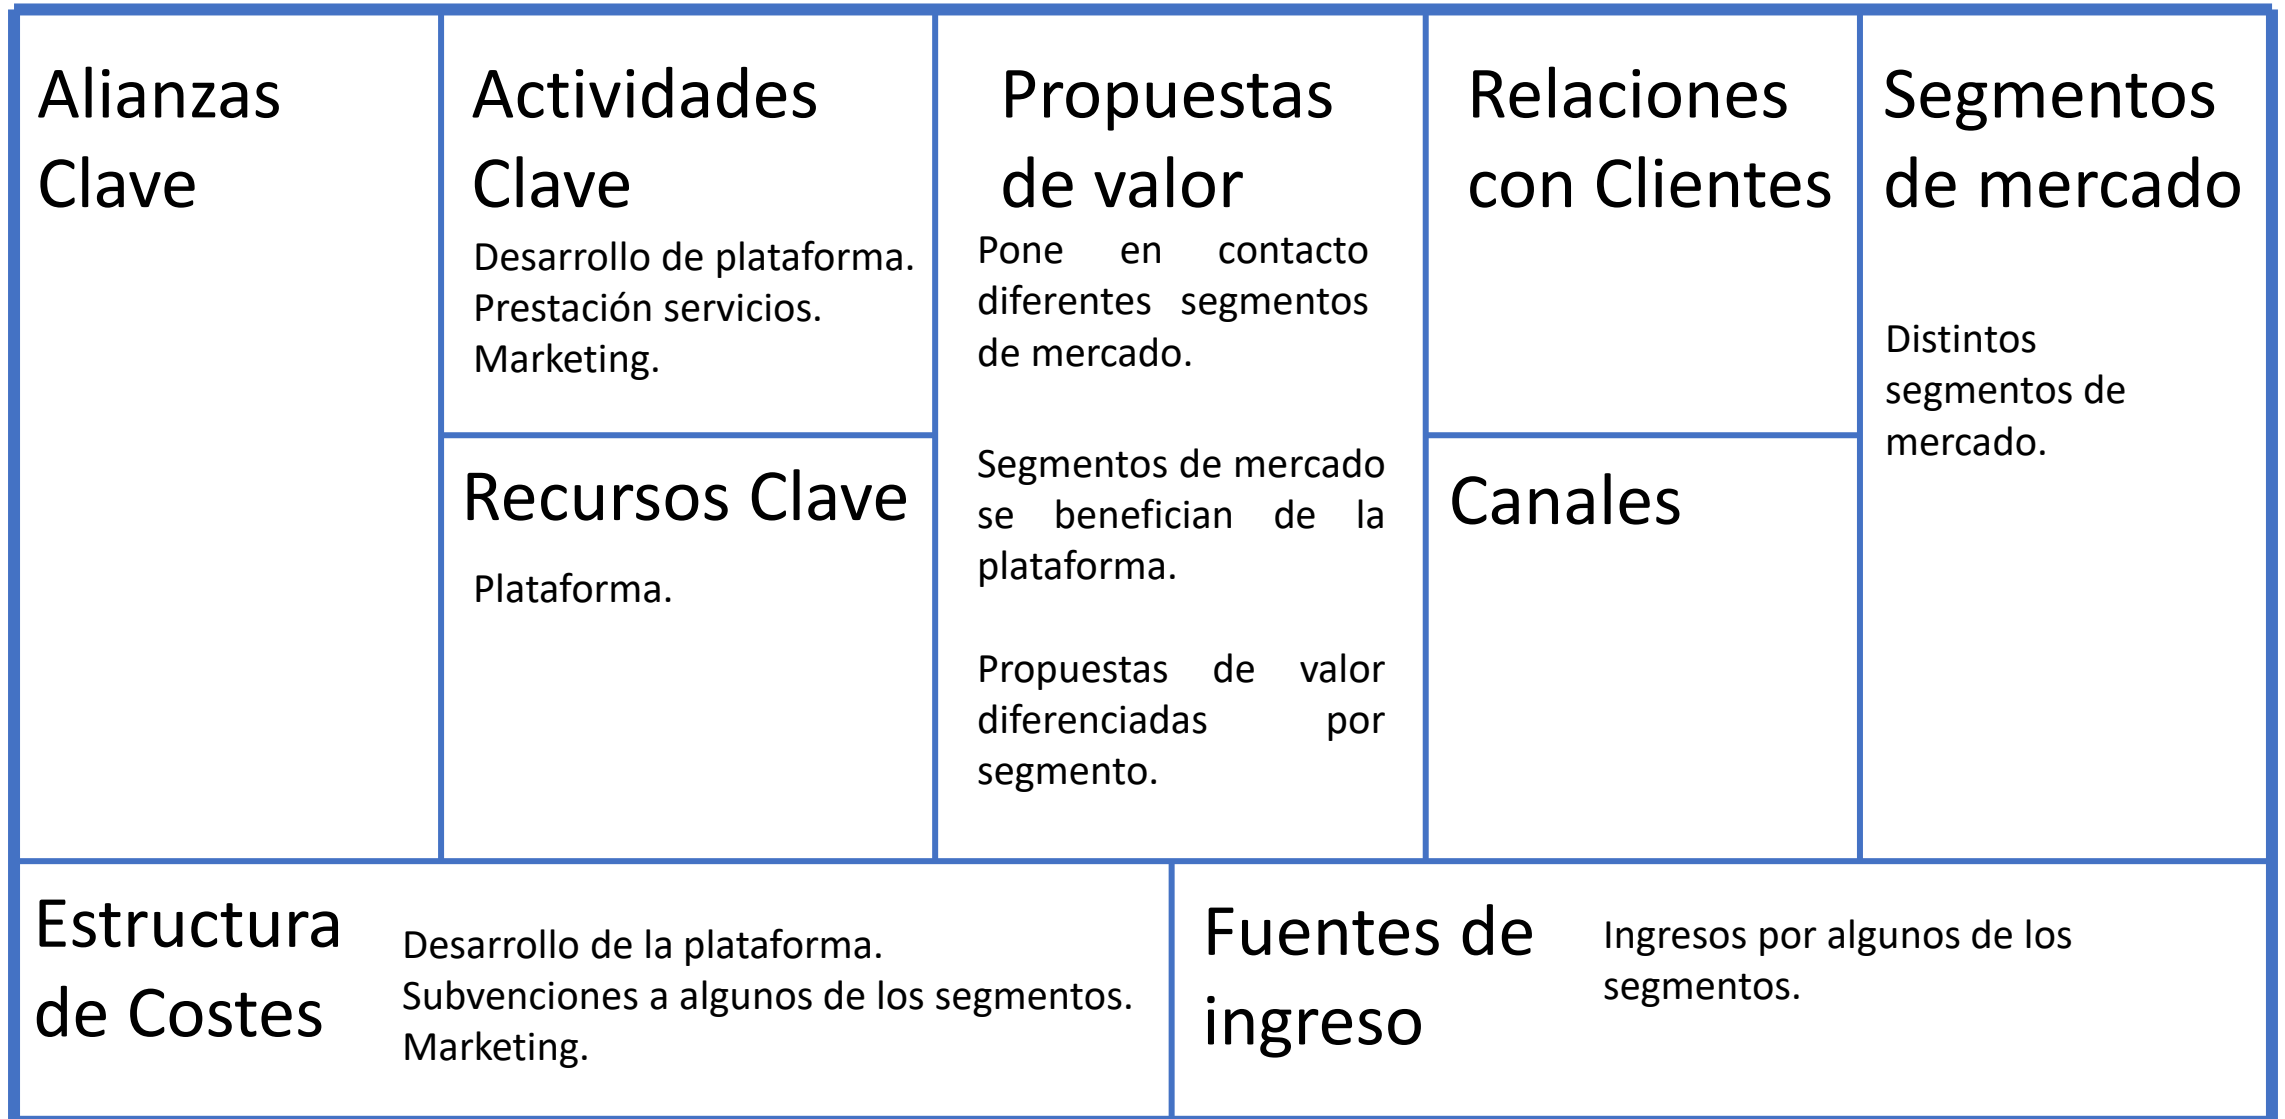 Alianzas
Clave
Actividades
Clave
Desarrollo de plataforma.
Prestación servicios.
Marketing.
Recursos Clave
Plataforma.
Propuestas
de valor
Pone en contacto
diferentes segmentos
de mercado.
Segmentos de mercado
se benefician de la
plataforma.
Propuestas de valor
diferenciadas por
segmento.
Relaciones
con Clientes
Canales
Segmentos
de mercado
Distintos
segmentos de
mercado.
Estructura
de Costes
Desarrollo de la plataforma.
Subvenciones a algunos de los segmentos.
Marketing.
Fuentes de
ingreso
Ingresos por algunos de los
segmentos.